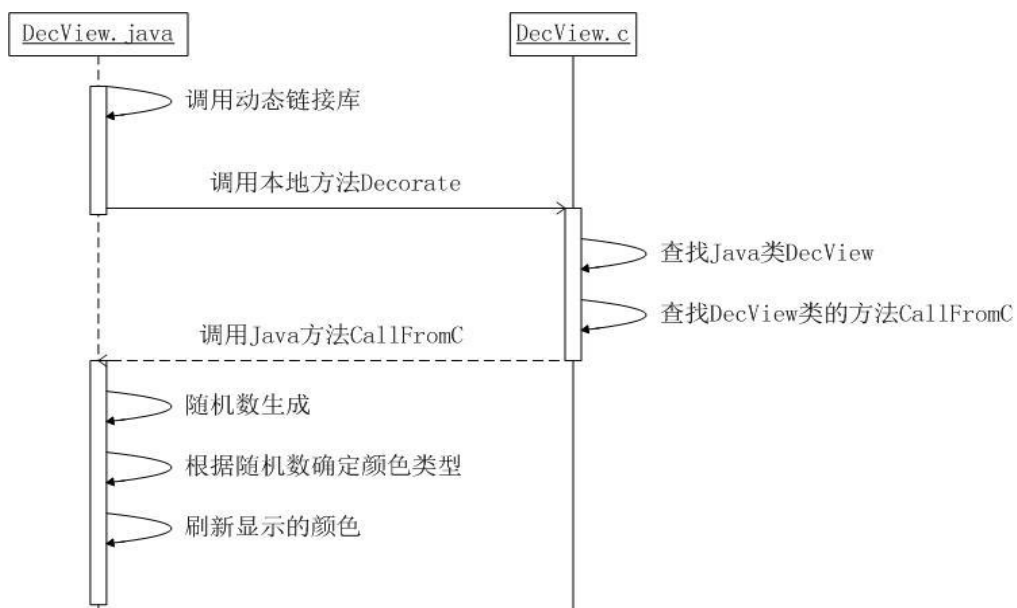 DecView.java
DecView.c
调用动态链接库
调用本地方法Decorate
查找Java类DecView
查找DecView类的方法CallFromC
调用Java方法CallFromC
随机数生成
根据随机数确定颜色类型
刷新显示的颜色